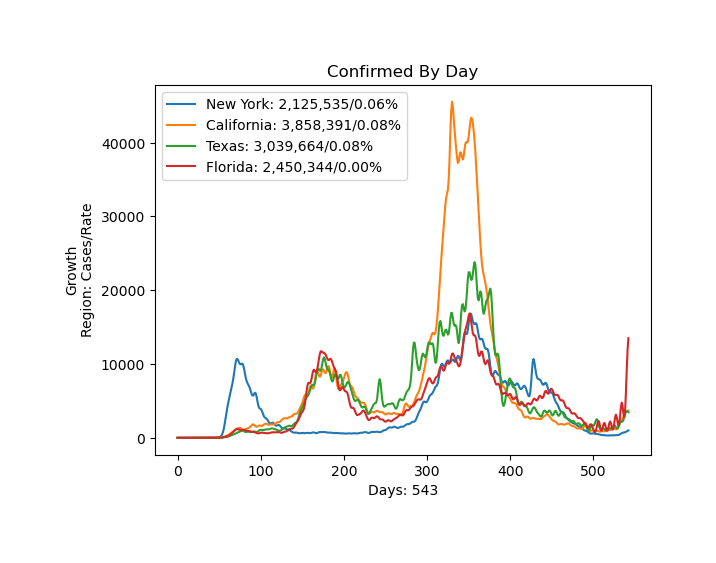 Confirmed By Day
New York: 2,125,535/0.06%
California: 3,858,391/0.08%
Texas: 3,039,664/0.08%
Florida: 2,450,344/0.00%
Growth
Region: Cases/Rate
40000
30000
20000
10000
0
0 100 200 300 400 500
Days: 543